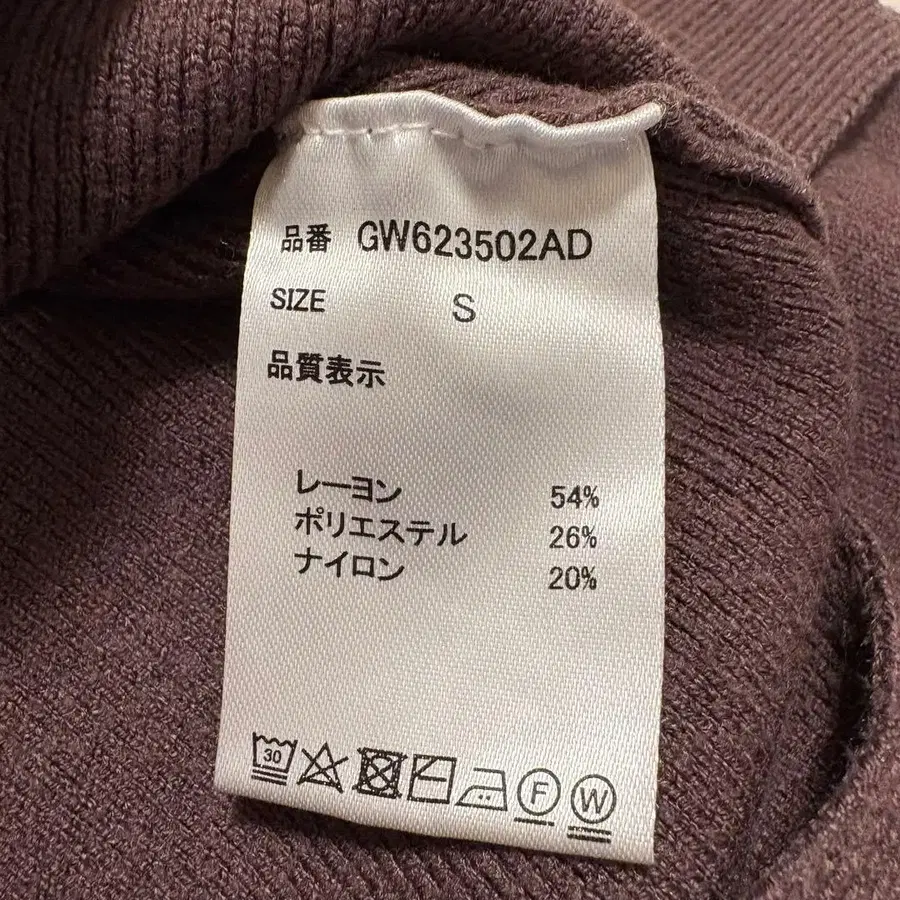 品番 GW623502AD
SIZE S
品質表示
レーヨン 54%
ポリエステル 26%
ナイロン 20%
30 F W